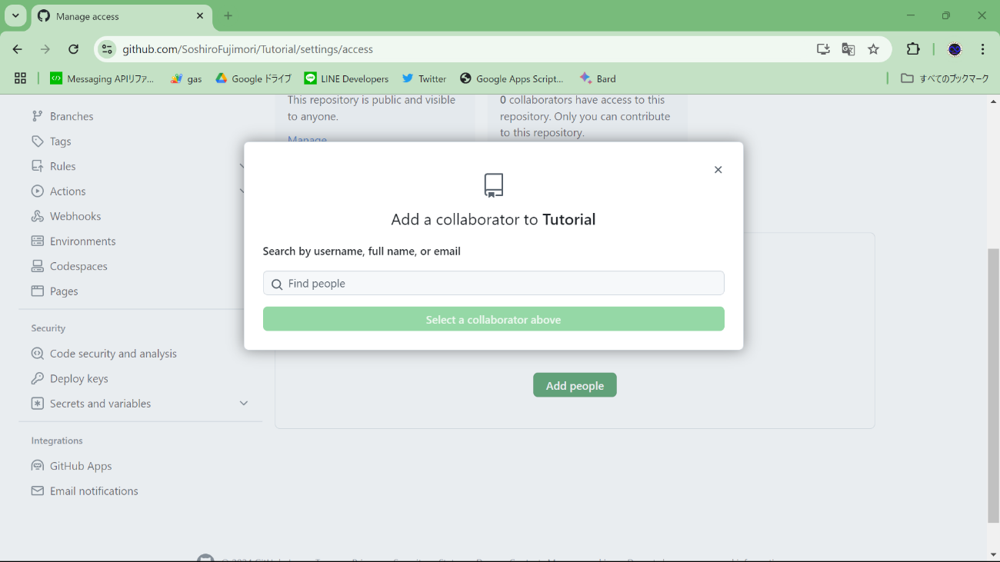 Manage access
github.com/SoshiroFujimori/Tutorial/settings/access
Messaging APIリファ...
gas
Google ドライブ
LINE Developers
Twitter
Google Apps Script...
Bard
すべてのブックマーク
Branches
Tags
Rules
Actions
Webhooks
Environments
Codespaces
Pages
Security
Code security and analysis
Deploy keys
Secrets and variables
Integrations
GitHub Apps
Email notifications
This repository is public and visible
to anyone.
Manage
0 collaborators have access to this
repository. Only you can contribute
to this repository.
Add a collaborator to Tutorial
Search by username, full name, or email
Find people
Select a collaborator above
Add people